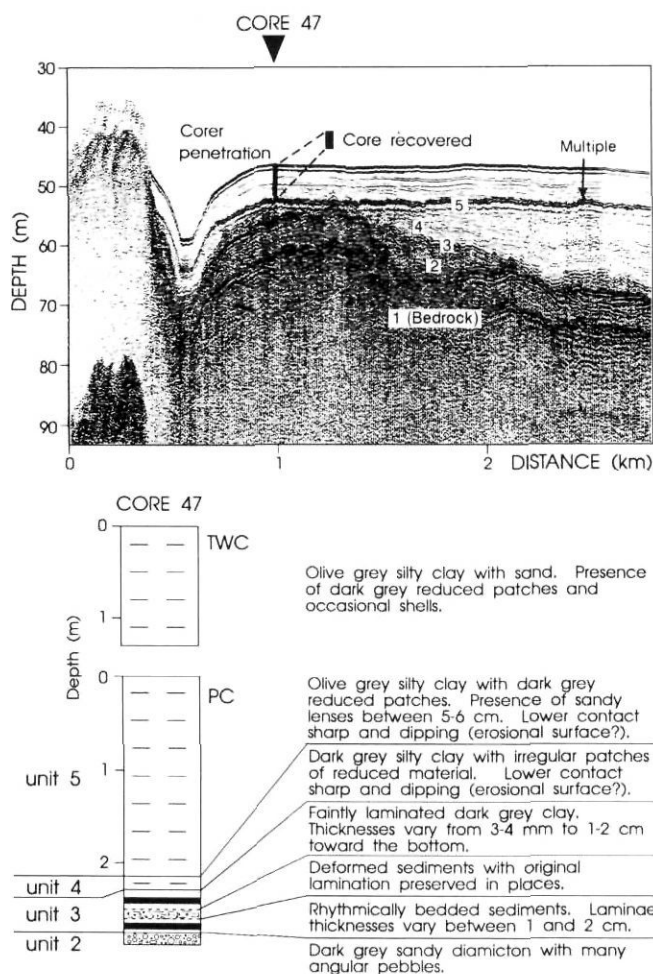 CORE 47
30
40
50
60
70
80
90
DEPTH (m)
Corer
penetration
Core recovered
Multiple
5
4
3
2
1 (Bedrock)
0
1
2
DISTANCE (km)
CORE 47
0
TWC
1
Depth (m)
Olive grey silty clay with sand. Presence
of dark grey reduced patches and
occasional shells.
0
PC
1
2
unit 5
unit 4
unit 3
unit 2
Olive grey silty clay with dark grey
reduced patches. Presence of sandy
lenses between 5-6 cm. Lower contact
sharp and dipping (erosional surface?).
Dark grey silty clay with irregular patches
of reduced material. Lower contact
sharp and dipping (erosional surface?).
Faintly laminated dark grey clay.
Thicknesses vary from 3-4 mm to 1-2 cm
toward the bottom.
Deformed sediments with original
lamination preserved in places.
Rhythmically bedded sediments. Laminae
thicknesses vary between 1 and 2 cm.
Dark grey sandy diamicton with many
angular pebbles.